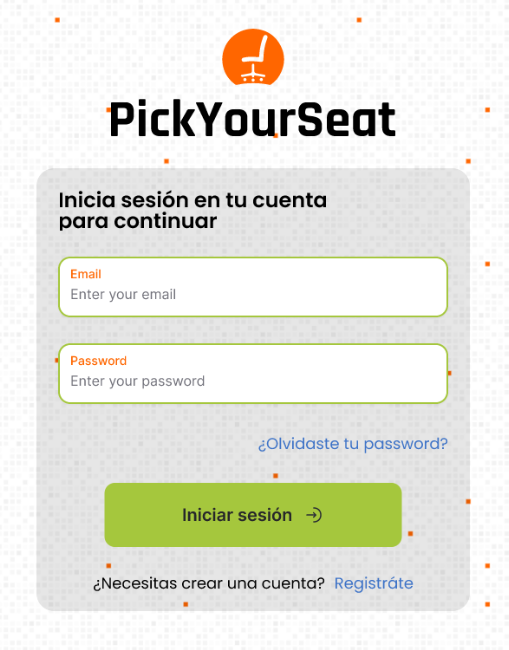 PickYourSeat
Inicia sesión en tu cuenta
para continuar
Email
Enter your email
Password
Enter your password
¿Olvidaste tu password?
Iniciar sesión
¿Necesitas crear una cuenta? Registráte